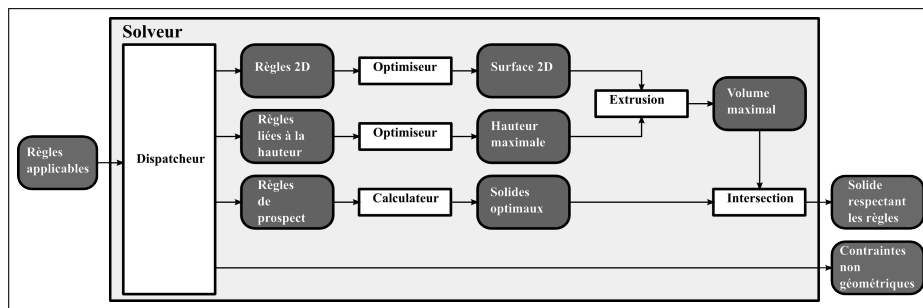 Solveur
Règles
applicables
Dispatcheur
Règles 2D
Optimiseur
Surface 2D
Extrusion
Volume
maximal
Règles
liées à la
hauteur
Optimiseur
Hauteur
maximale
Règles
de
prospect
Calculateur
Solides
optimaux
Intersection
Solide
respectant
les règles
Contraintes
non
géométriques